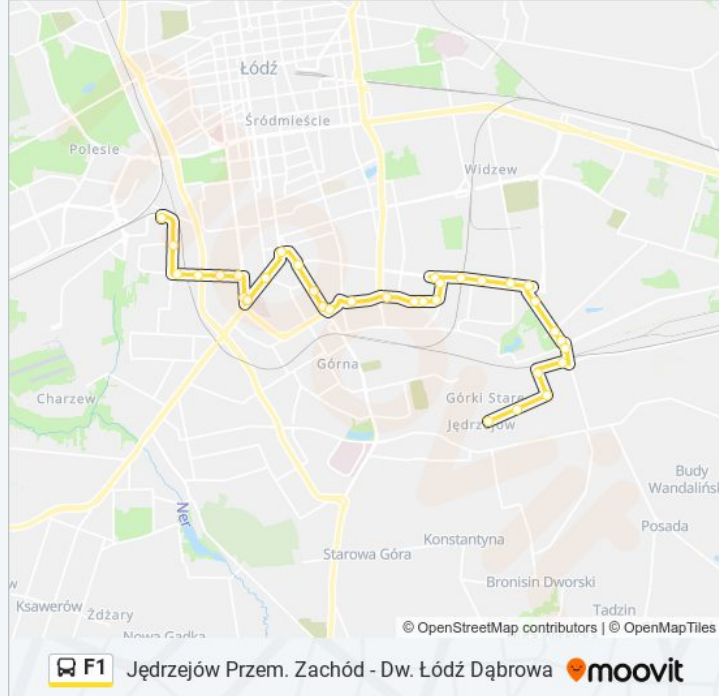 Łódź
Śródmieście
Polesie
Widzew
Górna
Charzew
Górki Stare
Jędrzejów
Budy
Wandalińsk
Ner
Posada
Konstantyna
Starowa Góra
Bronisin Dworski
w
Ksawerów
Żdżary
Tadzin
Nowa Gadka
© OpenStreetMap contributors | © OpenMapTiles
F1 Jędrzejów Przem. Zachód - Dw. Łódź Dąbrowa moovit